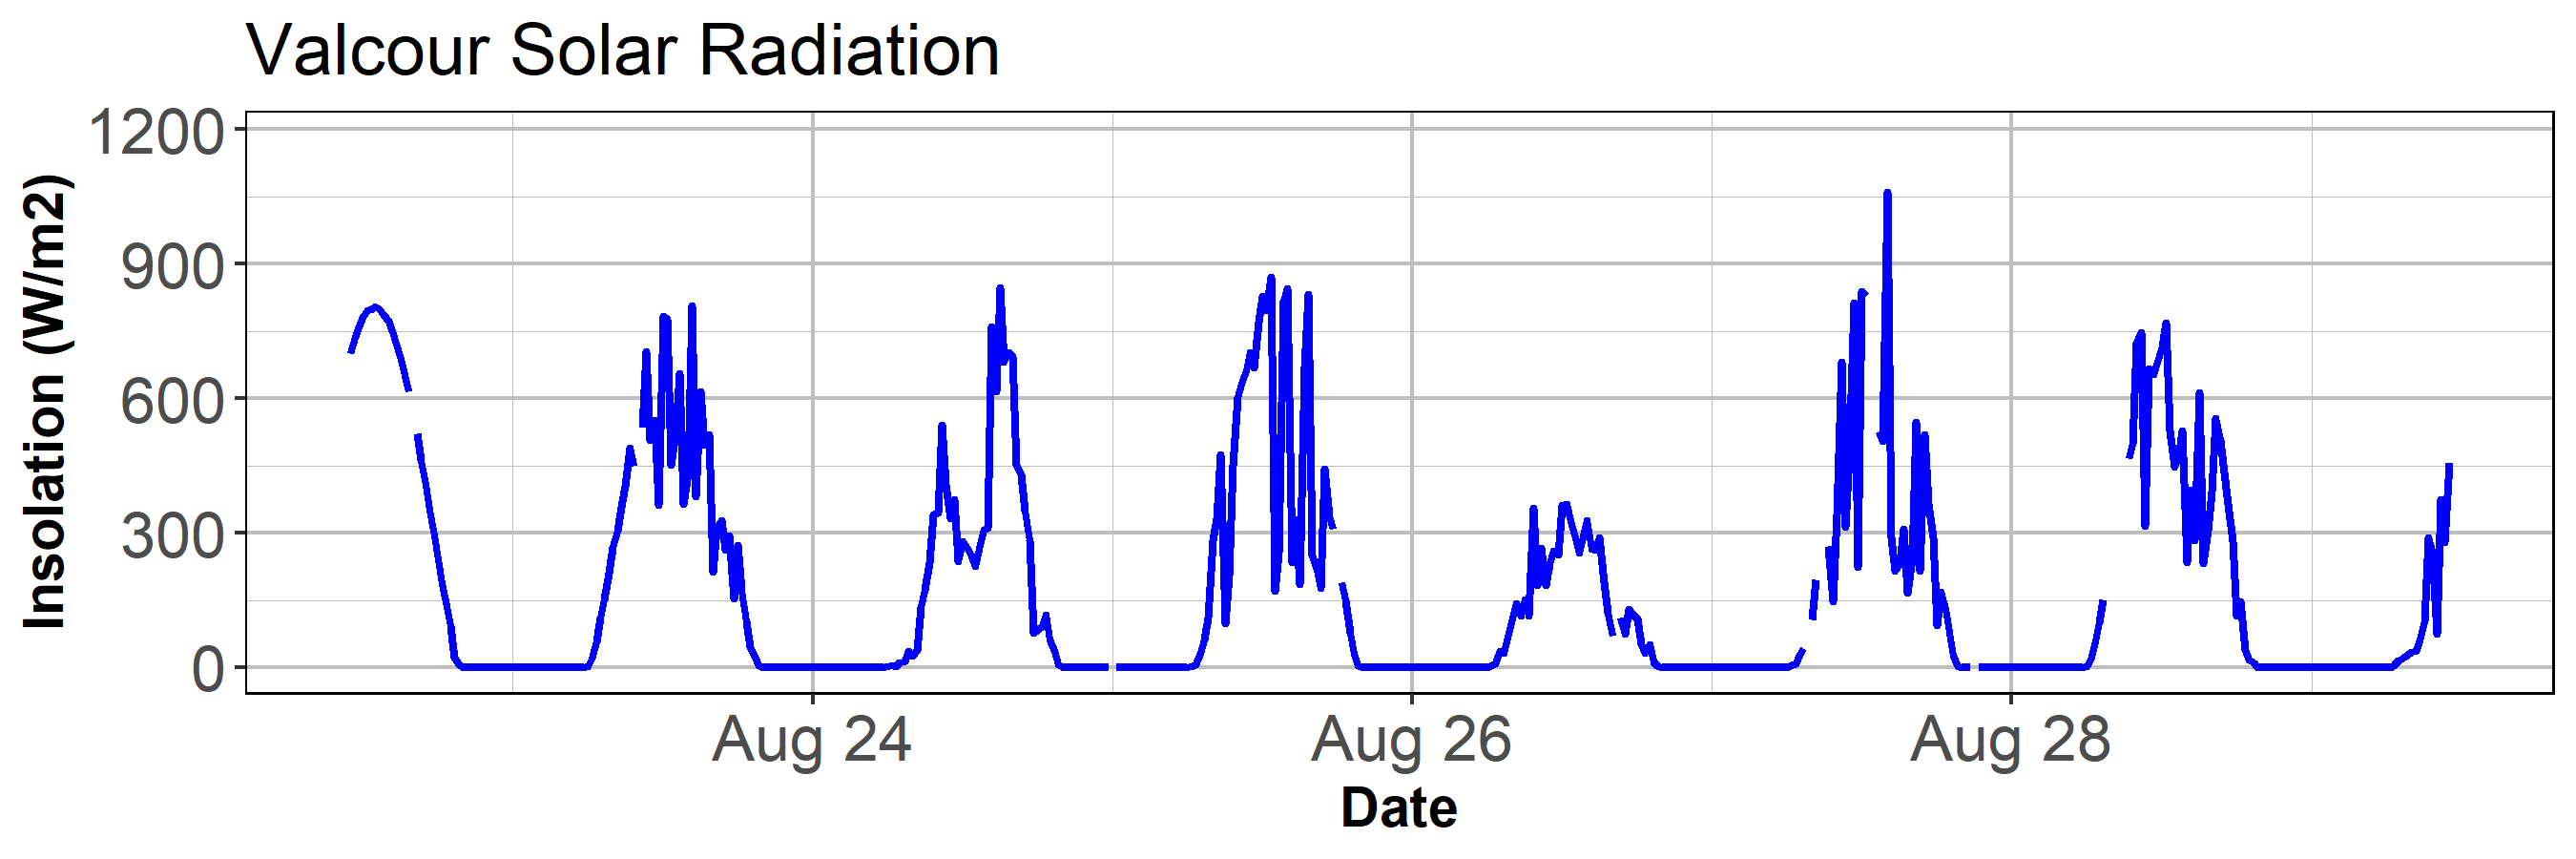 Valcour Solar Radiation
Insolation (W/m2)
1200
900
600
300
0
Aug 24
Aug 26
Aug 28
Date